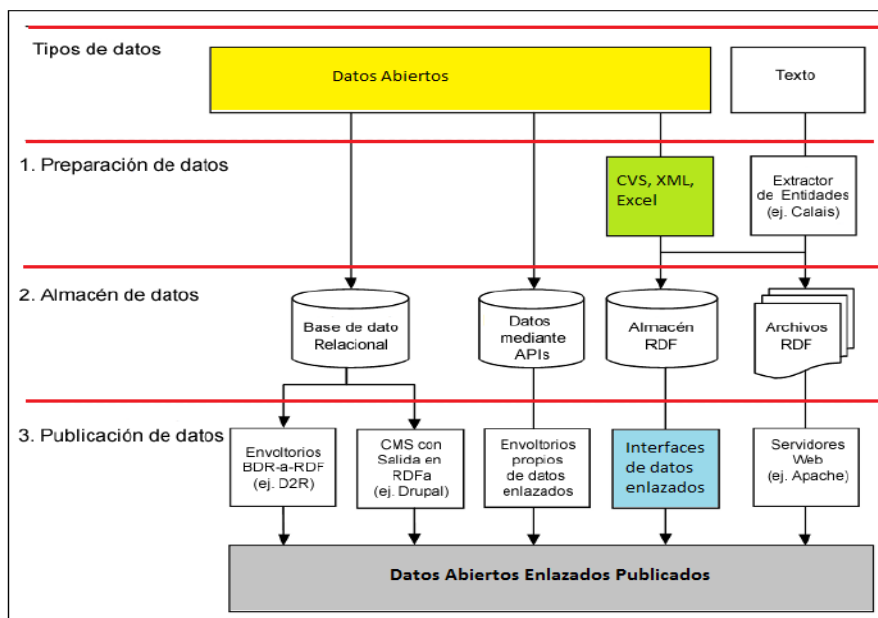 Tipos de datos
Datos Abiertos
Texto
1. Preparación de datos
CVS, XML,
Excel
Extractor
de Entidades
(ej. Calais)
2. Almacén de datos
Base de dato
Relacional
Datos
mediante
APIs
Almacén
RDF
Archivos
RDF
3. Publicación de datos
Envoltorios
BDR-a-RDF
(ej. D2R)
CMS con
Salida en
RDFa
(ej. Drupal)
Envoltorios
propios
de datos
enlazados
Interfaces
de datos
enlazados
Servidores
Web
(ej. Apache)
Datos Abiertos Enlazados Publicados